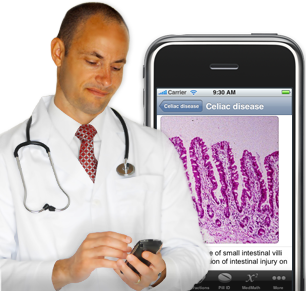 Carrier 9:30 AM
Celiac disease Celiac disease
e of small intestinal villi
ion of intestinal injury on
Pill ID MedMath More